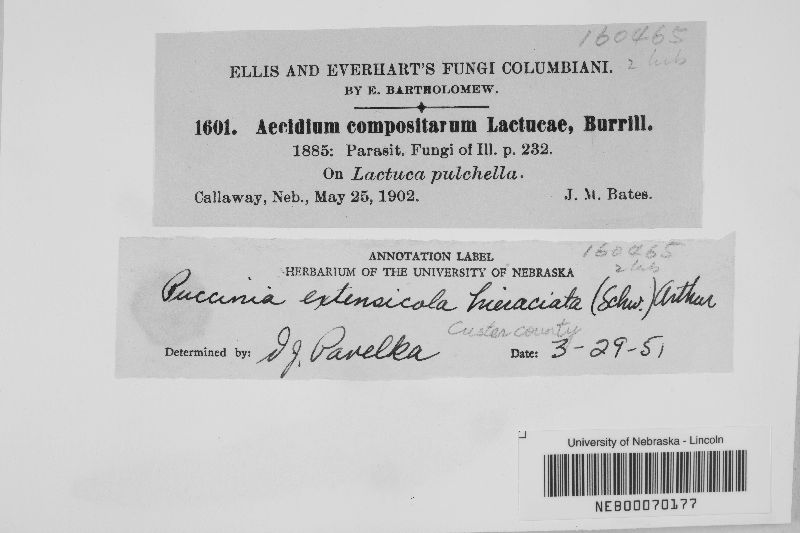 160465
2 lub
ELLIS AND EVERHART'S FUNGI COLUMBIANI.
BY E. BARTHOLOMEW.
1601. Aecidium compositarum Lactucae, Burrill.
1885: Parasit. Fungi of Ill. p. 232.
On Lactuca pulchella.
Callaway, Neb., May 25, 1902. J. M. Bates.
ANNOTATION LABEL 160465
HERBARIUM OF THE UNIVERSITY OF NEBRASKA 2 lub
Puccinia extensicola hieraciata (Schw.) Arthur
Custer county
Determined by: D J. Pavelka Date: 3-29-51
University of Nebraska - Lincoln
NEB00070177